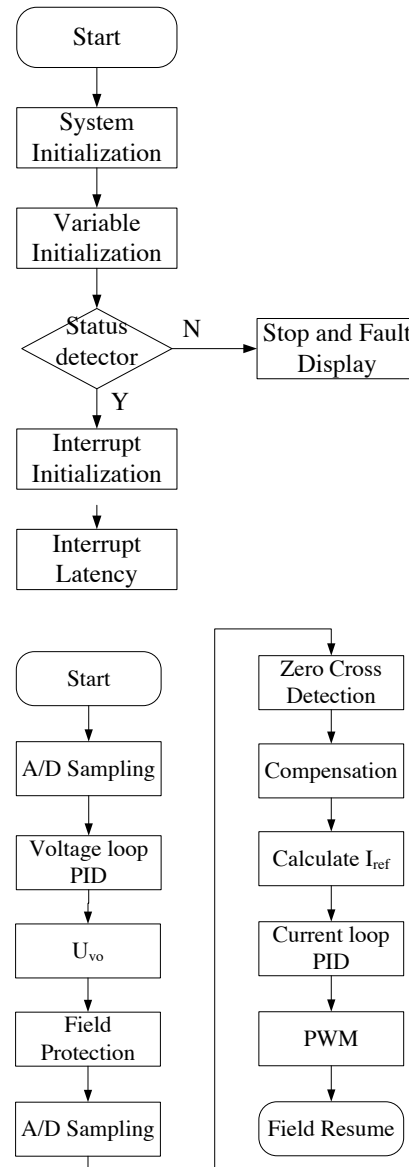 Start
System
Initialization
Variable
Initialization
Status
detector
N
Stop and Fault
Display
Y
Interrupt
Initialization
Interrupt
Latency
Start
A/D Sampling
Voltage loop
PID
Uvo
Field
Protection
A/D Sampling
Zero Cross
Detection
Compensation
Calculate Iref
Current loop
PID
PWM
Field Resume